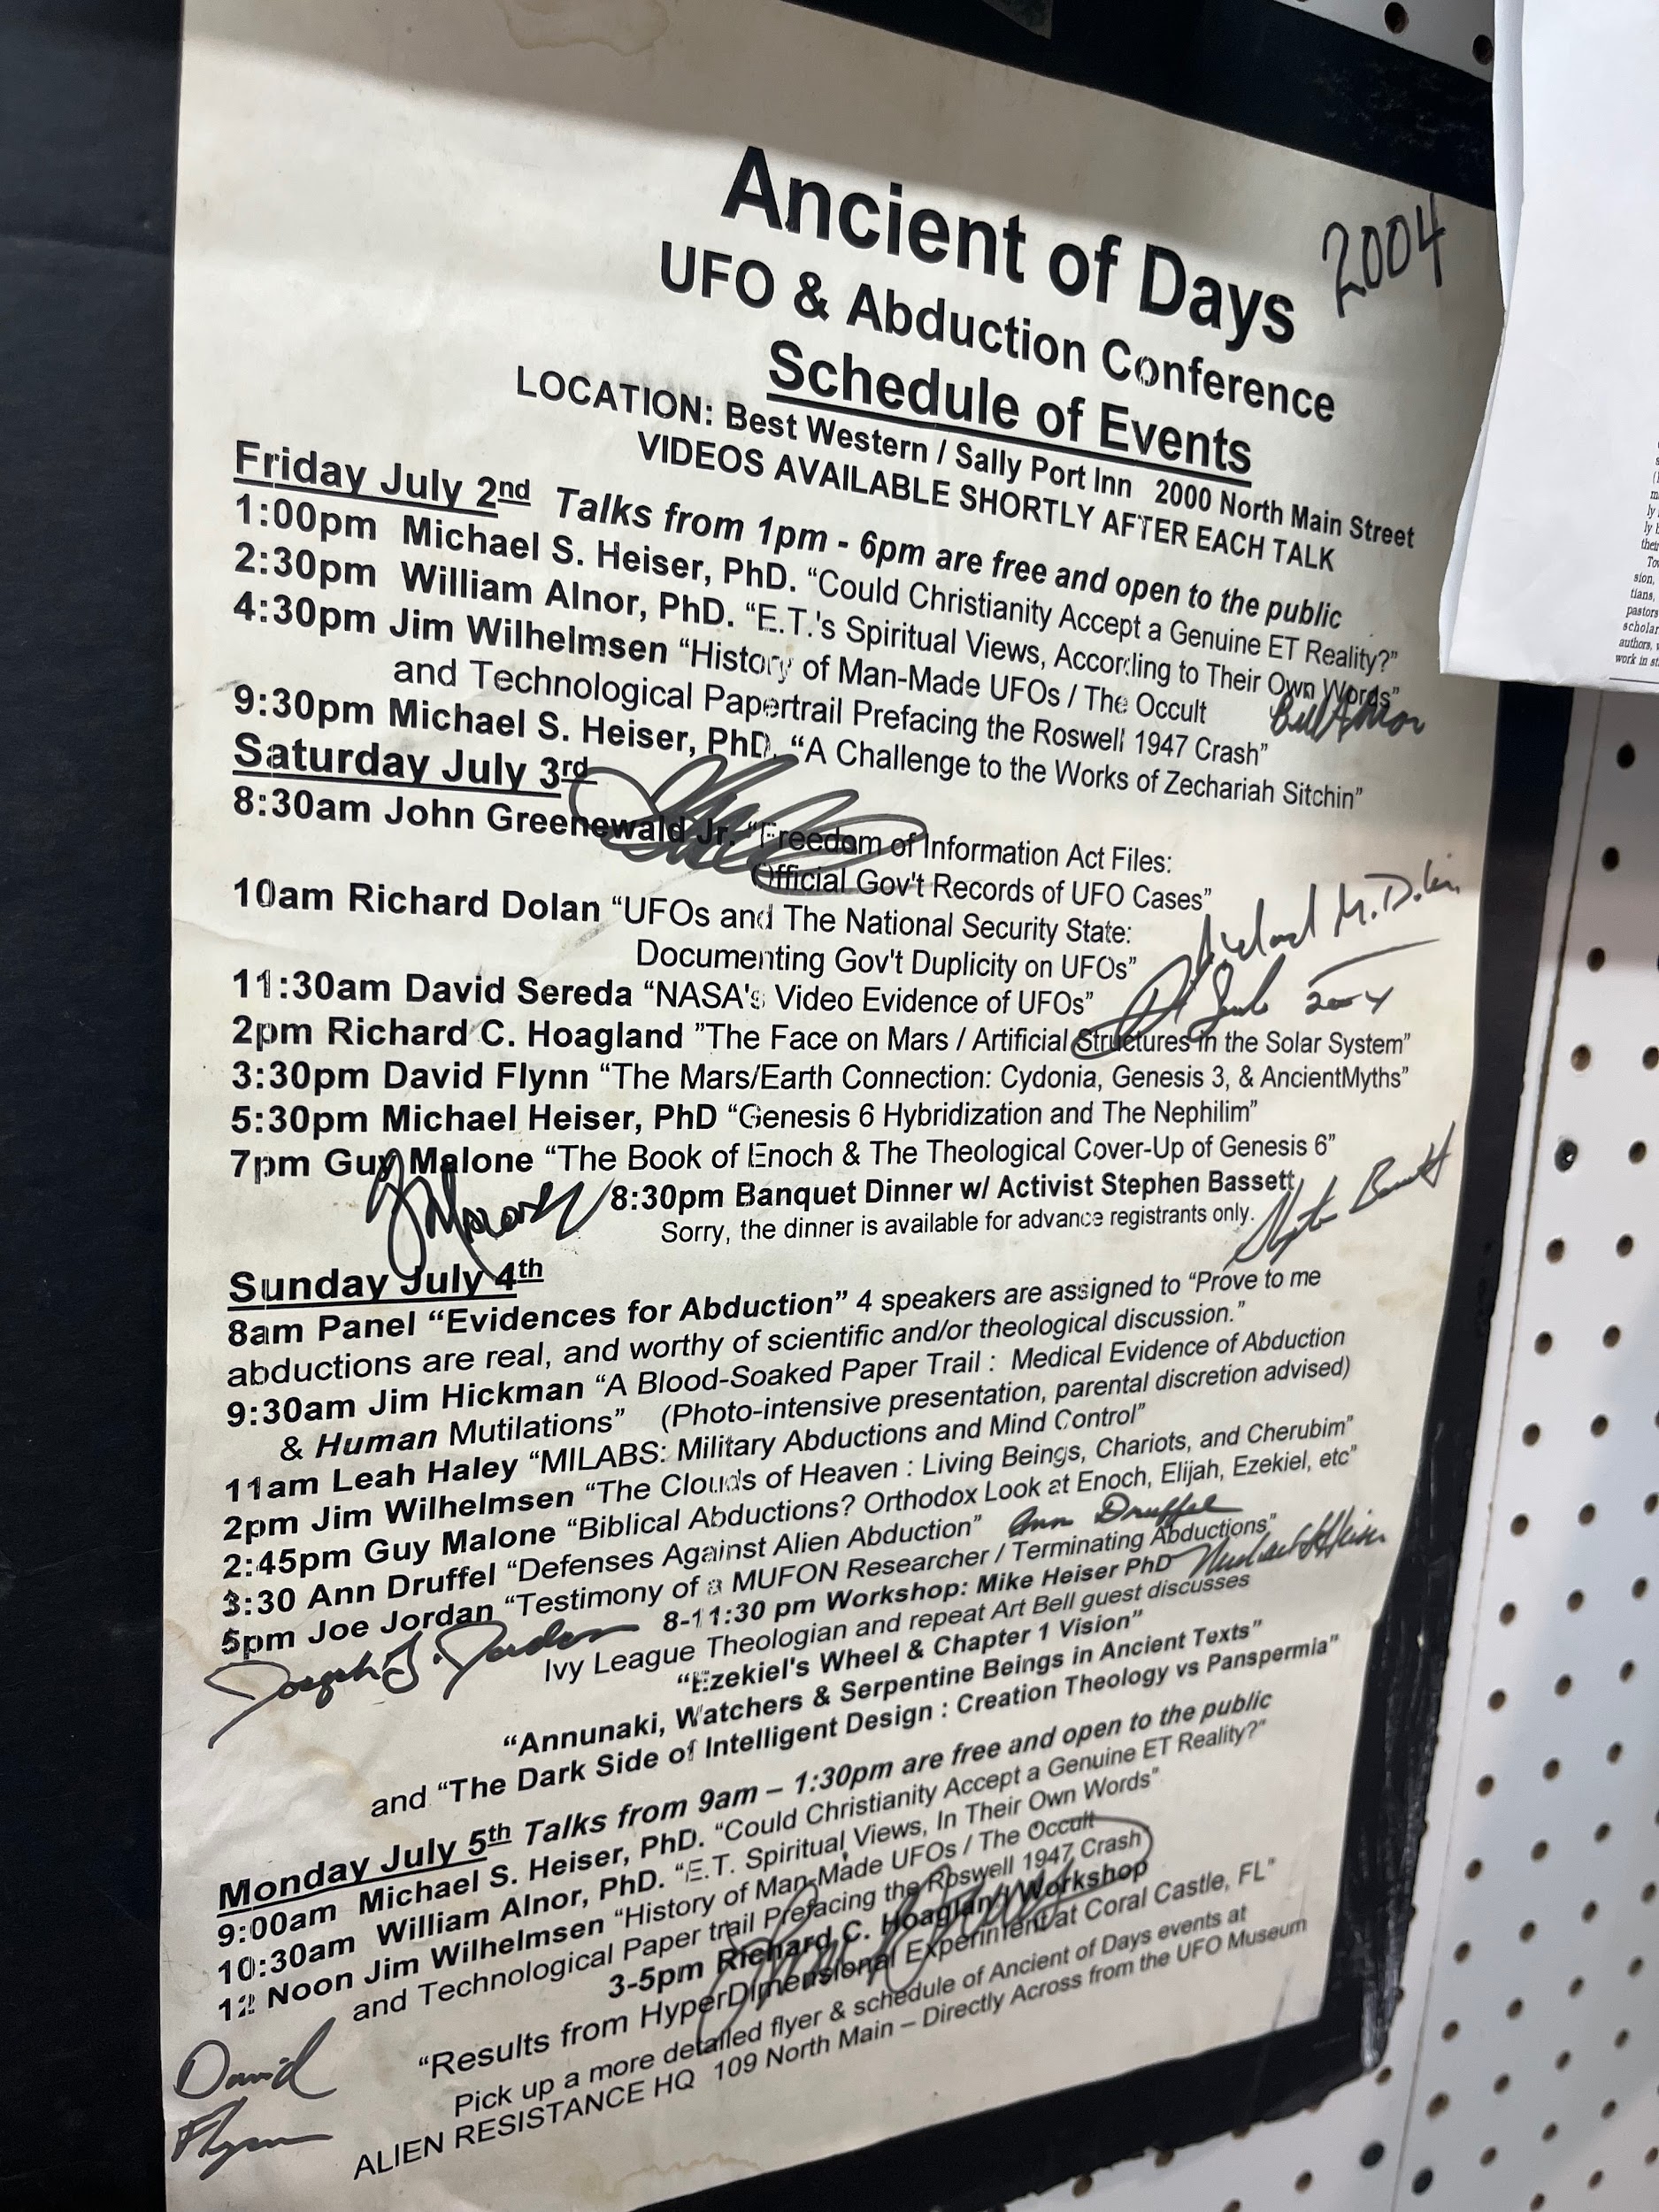 Ancient of Days
2004
UFO & Abduction Conference
Schedule of Events
LOCATION: Best Western / Sally Port Inn 2000 North Main Street
VIDEOS AVAILABLE SHORTLY AFTER EACH TALK
Friday July 2nd Talks from 1pm - 6pm are free and open to the public
1:00pm Michael S. Heiser, PhD. “Could Christianity Accept a Genuine ET Reality?”
2:30pm William Alnor, PhD. “E.T.'s Spiritual Views, According to Their Own Words”
4:30pm Jim Wilhelmsen “History of Man-Made UFOs / The Occult
Bill Alnor
and Technological Papertrail Prefacing the Roswell 1947 Crash”
9:30pm Michael S. Heiser, PhD. “A Challenge to the Works of Zechariah Sitchin”
Saturday July 3rd
8:30am John Greenewald Jr. “Freedom of Information Act Files:
Official Gov't Records of UFO Cases”
10am Richard Dolan “UFOs and The National Security State:
Richard M. Dolan
Documenting Gov't Duplicity on UFOs”
11:30am David Sereda “NASA's Video Evidence of UFOs”
2004
2pm Richard C. Hoagland ”The Face on Mars / Artificial Structures in the Solar System”
3:30pm David Flynn “The Mars/Earth Connection: Cydonia, Genesis 3, & AncientMyths”
5:30pm Michael Heiser, PhD “Genesis 6 Hybridization and The Nephilim”
7pm Guy Malone “The Book of Enoch & The Theological Cover-Up of Genesis 6”
8:30pm Banquet Dinner w/ Activist Stephen Bassett
Sorry, the dinner is available for advance registrants only.
Stephen Bassett
G Malone
Sunday July 4th
8am Panel “Evidences for Abduction” 4 speakers are assigned to “Prove to me
abductions are real, and worthy of scientific and/or theological discussion.”
9:30am Jim Hickman “A Blood-Soaked Paper Trail : Medical Evidence of Abduction
& Human Mutilations” (Photo-intensive presentation, parental discretion advised)
11am Leah Haley “MILABS: Military Abductions and Mind Control”
2pm Jim Wilhelmsen “The Clouds of Heaven : Living Beings, Chariots, and Cherubim”
2:45pm Guy Malone “Biblical Abductions? Orthodox Look at Enoch, Elijah, Ezekiel, etc”
3:30 Ann Druffel “Defenses Against Alien Abduction”
Ann Druffel
5pm Joe Jordan “Testimony of a MUFON Researcher / Terminating Abductions”
Joseph G. Jordan
8-11:30 pm Workshop: Mike Heiser PhD
Michael S Heiser
Ivy League Theologian and repeat Art Bell guest discusses
“Ezekiel's Wheel & Chapter 1 Vision”
“Annunaki, Watchers & Serpentine Beings in Ancient Texts”
and “The Dark Side of Intelligent Design : Creation Theology vs Panspermia”
Monday July 5th Talks from 9am – 1:30pm are free and open to the public
9:00am Michael S. Heiser, PhD. “Could Christianity Accept a Genuine ET Reality?”
10:30am William Alnor, PhD. “E.T. Spiritual Views, In Their Own Words”
12 Noon Jim Wilhelmsen “History of Man-Made UFOs / The Occult
and Technological Paper trail Prefacing the Roswell 1947 Crash
3-5pm Richard C. Hoagland Workshop
“Results from HyperDimensional Experiment at Coral Castle, FL”
Pick up a more detailed flyer & schedule of Ancient of Days events at
ALIEN RESISTANCE HQ 109 North Main – Directly Across from the UFO Museum
David
Flynn
sion,
tians,
pastors
scholar
authors,
work in